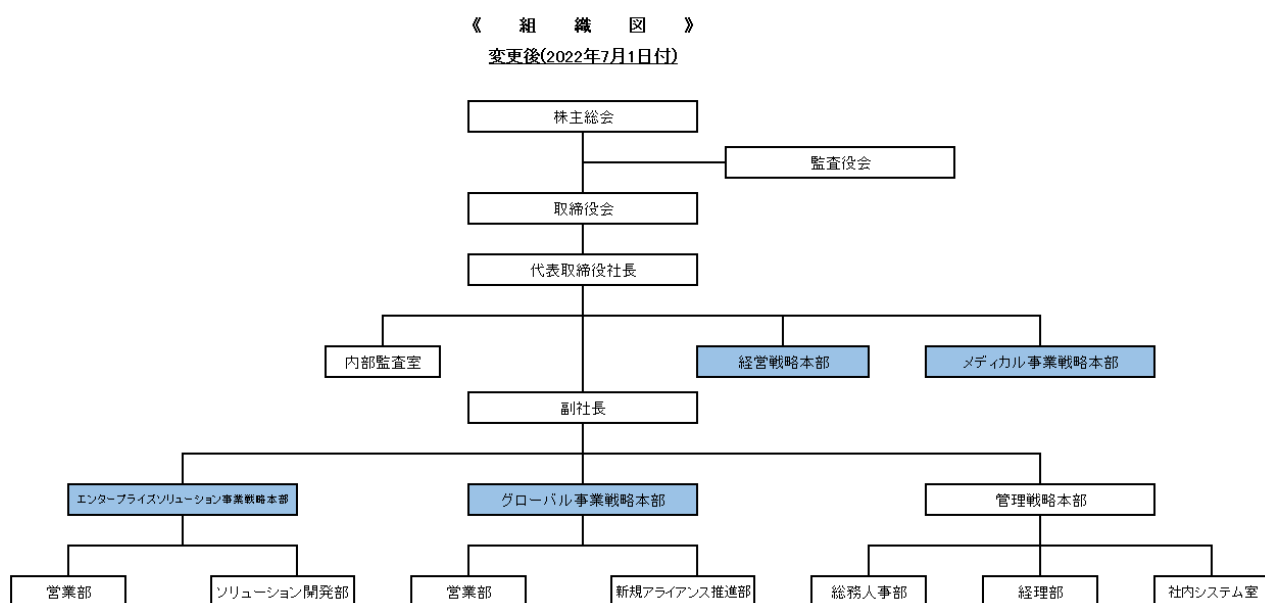 《 組 織 図 》
変更後(2022年7月1日付)
株主総会
監査役会
取締役会
代表取締役社長
内部監査室
経営戦略本部
メディカル事業戦略本部
副社長
エンタープライズソリューション事業戦略本部
グローバル事業戦略本部
管理戦略本部
営業部
ソリューション開発部
営業部
新規アライアンス推進部
総務人事部
経理部
社内システム室